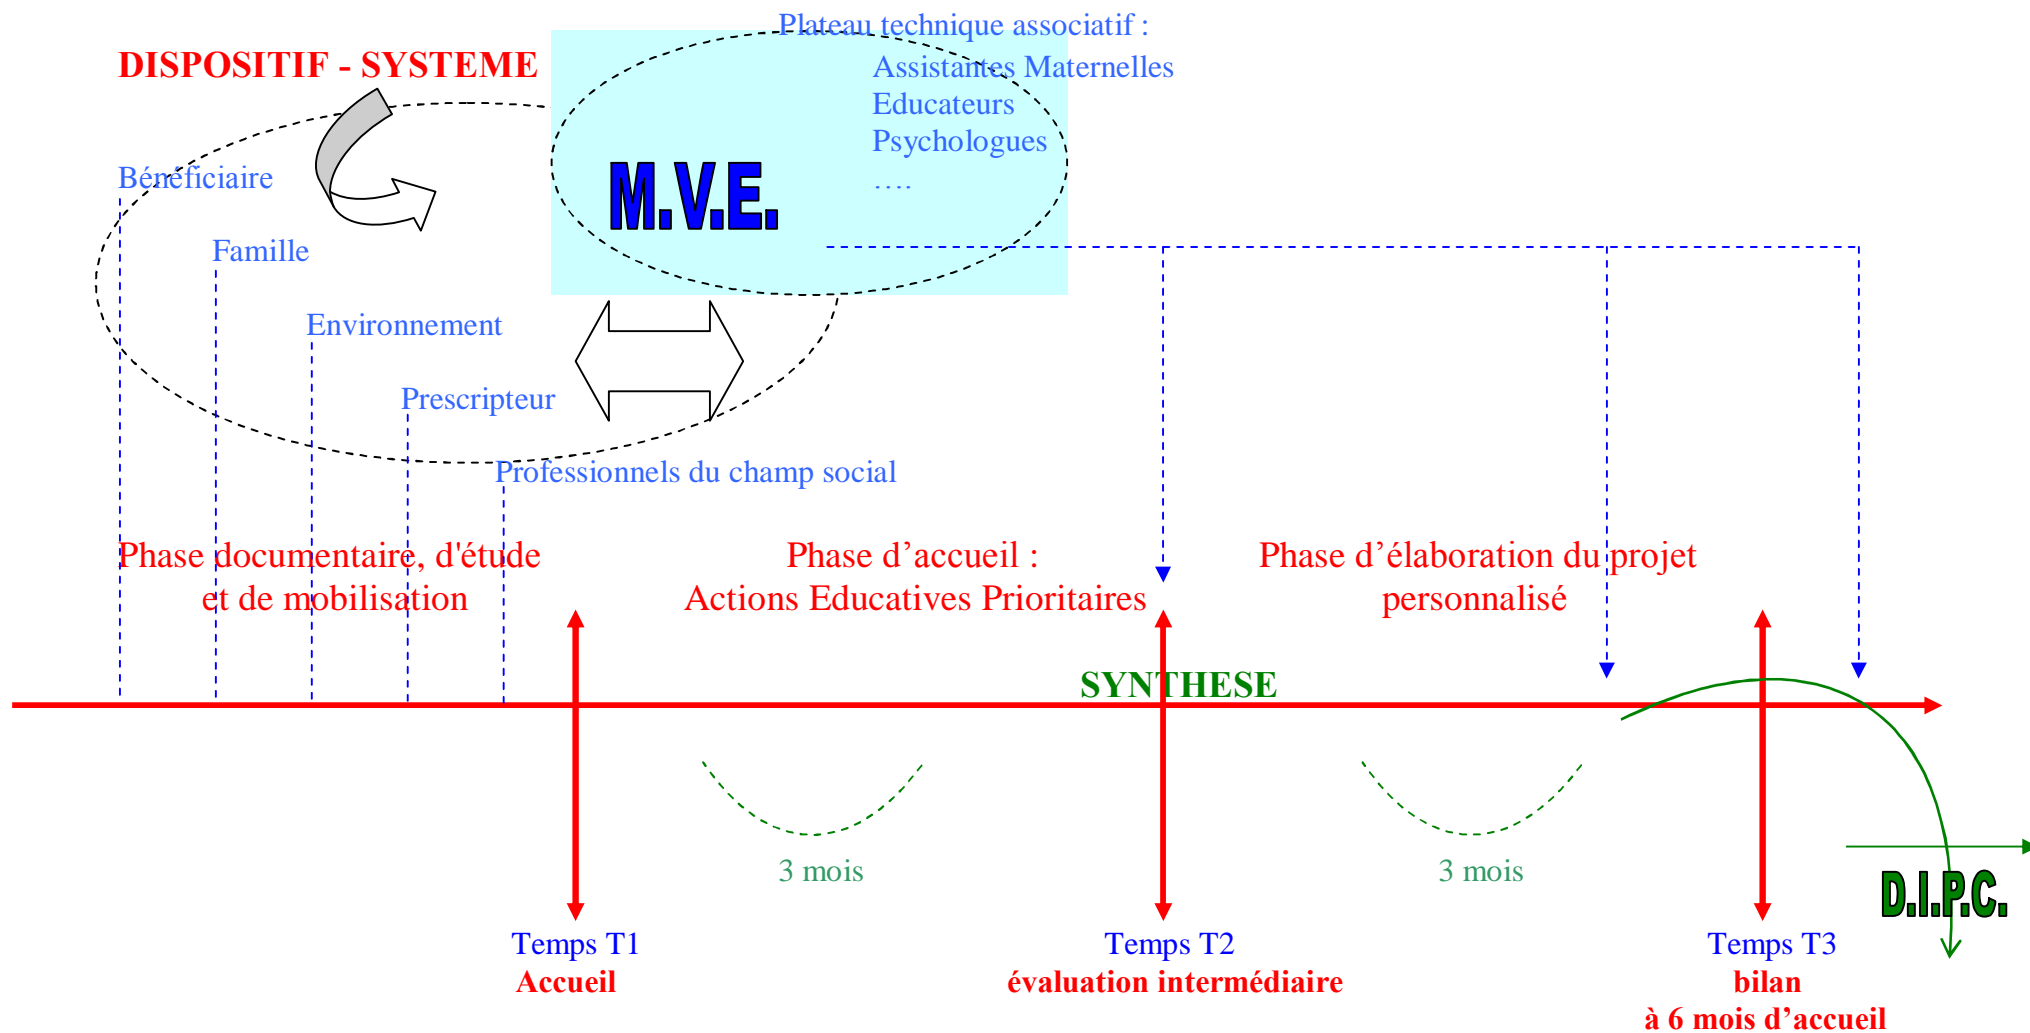 Plateau technique associatif :
DISPOSITIF - SYSTEME
Assistantes Maternelles
Educateurs
Psychologues
....
M.V.E.
Bénéficiaire
Famille
Environnement
Prescripteur
Professionnels du champ social
Phase documentaire, d'étude
et de mobilisation
Phase d’accueil :
Actions Educatives Prioritaires
Phase d’élaboration du projet
personnalisé
SYNTHESE
3 mois
3 mois
D.I.P.C.
Temps T1
Accueil
Temps T2
évaluation intermédiaire
Temps T3
bilan
à 6 mois d’accueil